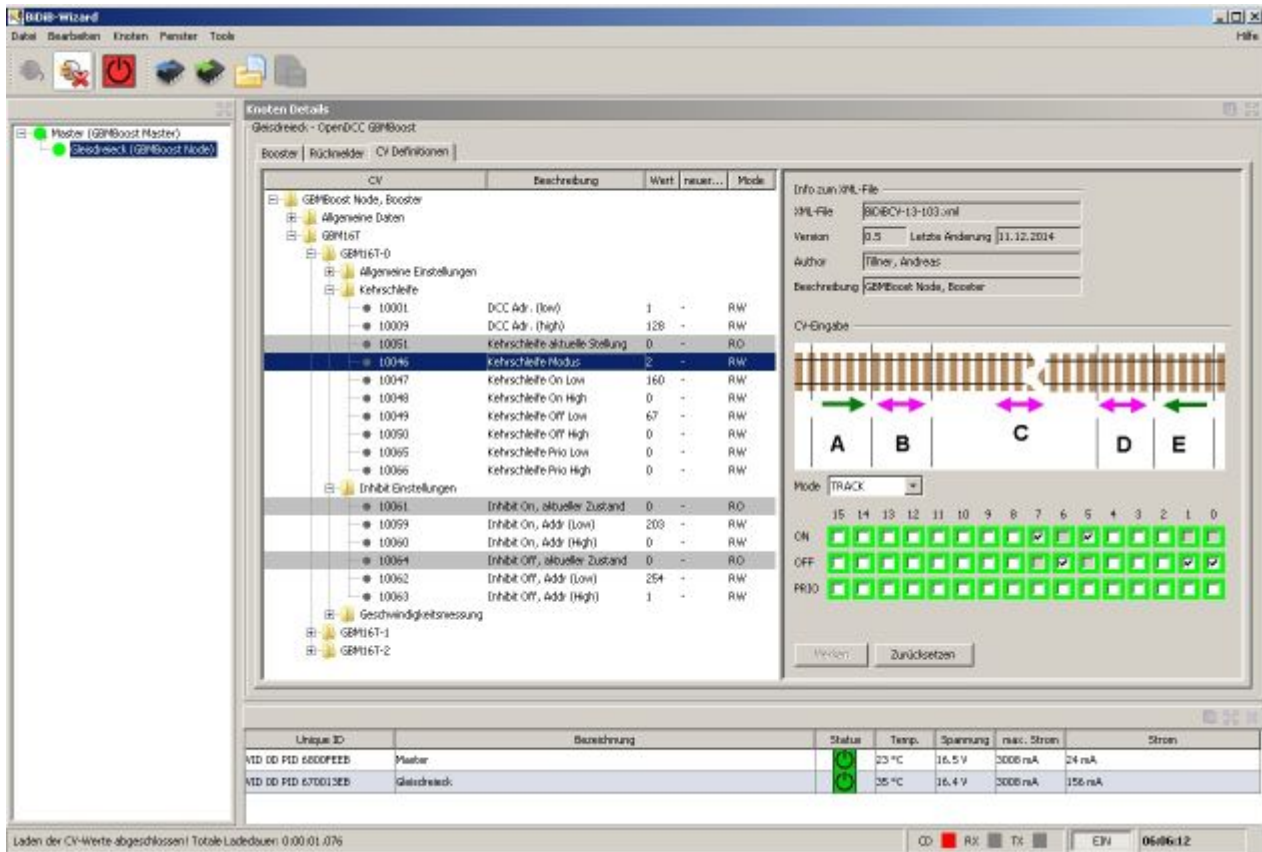 BiDiB-Wizard
Datei Bearbeiten Knoten Fenster Tools Hilfe
Knoten Details
Master (GBMBoost Master)
Gleisdreieck (GBMBoost Node)
Gleisdreieck - OpenDCC GBMBoost
Booster Rückmelder CV Definitionen
CV Beschreibung Wert neuer... Mode
GBMBoost Node, Booster
Allgemeine Daten
GBM16T
GBM16T-0
Allgemeine Einstellungen
Kehrschleife
10001 DCC Adr. (low) 1 - RW
10009 DCC Adr. (high) 128 - RW
10051 Kehrschleife aktuelle Stellung 0 - RO
10046 Kehrschleife Modus 2 - RW
10047 Kehrschleife On Low 160 - RW
10048 Kehrschleife On High 0 - RW
10049 Kehrschleife Off Low 67 - RW
10050 Kehrschleife Off High 0 - RW
10065 Kehrschleife Prio Low 0 - RW
10066 Kehrschleife Prio High 0 - RW
Inhibit Einstellungen
10061 Inhibit On, aktueller Zustand 0 - RO
10059 Inhibit On, Addr (Low) 203 - RW
10060 Inhibit On, Addr (High) 0 - RW
10064 Inhibit Off, aktueller Zustand 0 - RO
10062 Inhibit Off, Addr (Low) 254 - RW
10063 Inhibit Off, Addr (High) 1 - RW
Geschwindigkeitsmessung
GBM16T-1
GBM16T-2
Info zum XML-File
XML-File BiDiBCV-13-103.xml
Version 0.5 Letzte Änderung 11.12.2014
Author Tillner, Andreas
Beschreibung GBMBoost Node, Booster
CV-Eingabe
A B C D E
Mode TRACK
15 14 13 12 11 10 9 8 7 6 5 4 3 2 1 0
ON
OFF
PRIO
Merken Zurücksetzen
Unique ID Bezeichnung Status Temp. Spannung max. Strom Strom
VID 0D PID 6800FEEB Master 23 °C 16.5 V 3008 mA 24 mA
VID 0D PID 670013EB Gleisdreieck 35 °C 16.4 V 3008 mA 156 mA
Laden der CV-Werte abgeschlossen! Totale Ladedauer: 0:00:01.076
CD RX TX EIN 06:06:12